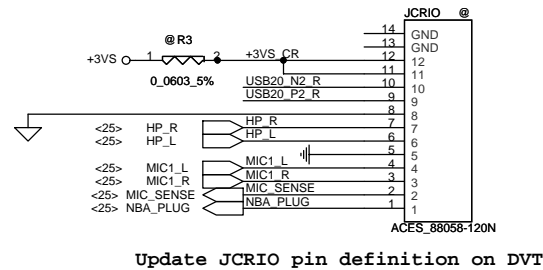 JCRIO @
14 GND
13 GND
@ R3
+3VS 1 2 +3VS_CR 12 12
0_0603_5%
11 11
USB20_N2_R 10 10
USB20_P2_R 9 9
8 8
<25> HP_R HP_R 7 7
<25> HP_L HP_L 6 6
5 5
<25> MIC1_L MIC1_L 4 4
<25> MIC1_R MIC1_R 3 3
<25> MIC_SENSE MIC_SENSE 2 2
<25> NBA_PLUG NBA_PLUG 1 1
ACES_88058-120N
Update JCRIO pin definition on DVT